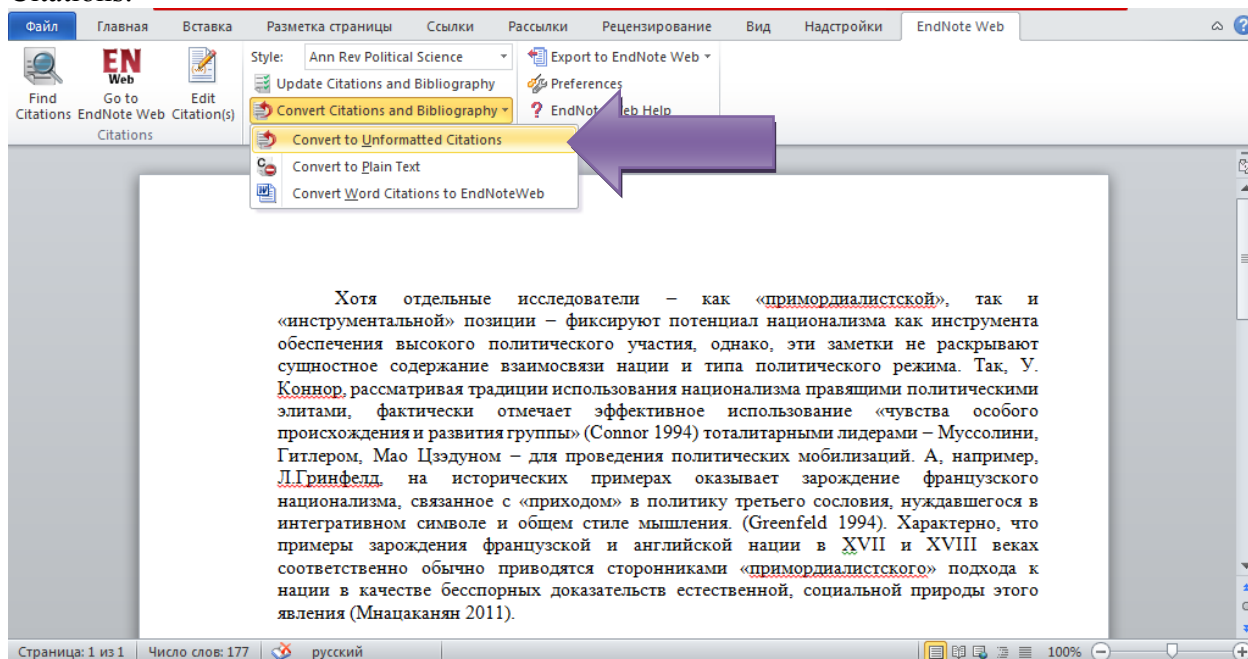 Citations.
Файл Главная Вставка Разметка страницы Ссылки Рассылки Рецензирование Вид Надстройки EndNote Web
Find Citations
EN Web
Go to EndNote Web
Edit Citation(s)
Citations
Style: Ann Rev Political Science
Update Citations and Bibliography
Convert Citations and Bibliography
Export to EndNote Web
Preferences
EndNote Web Help
Convert to Unformatted Citations
Convert to Plain Text
Convert Word Citations to EndNoteWeb
Хотя отдельные исследователи – как «примордиалистской», так и
«инструментальной» позиции – фиксируют потенциал национализма как инструмента
обеспечения высокого политического участия, однако, эти заметки не раскрывают
сущностное содержание взаимосвязи нации и типа политического режима. Так, У.
Коннор, рассматривая традиции использования национализма правящими политическими
элитами, фактически отмечает эффективное использование «чувства особого
происхождения и развития группы» (Connor 1994) тоталитарными лидерами – Муссолини,
Гитлером, Мао Цзэдуном – для проведения политических мобилизаций. А, например,
Л.Гринфелд, на исторических примерах оказывает зарождение французского
национализма, связанное с «приходом» в политику третьего сословия, нуждавшегося в
интегративном символе и общем стиле мышления. (Greenfeld 1994). Характерно, что
примеры зарождения французской и английской нации в XVII и XVIII веках
соответственно обычно приводятся сторонниками «примордиалистского» подхода к
нации в качестве бесспорных доказательств естественной, социальной природы этого
явления (Мнацаканян 2011).
Страница: 1 из 1 Число слов: 177 русский 100%